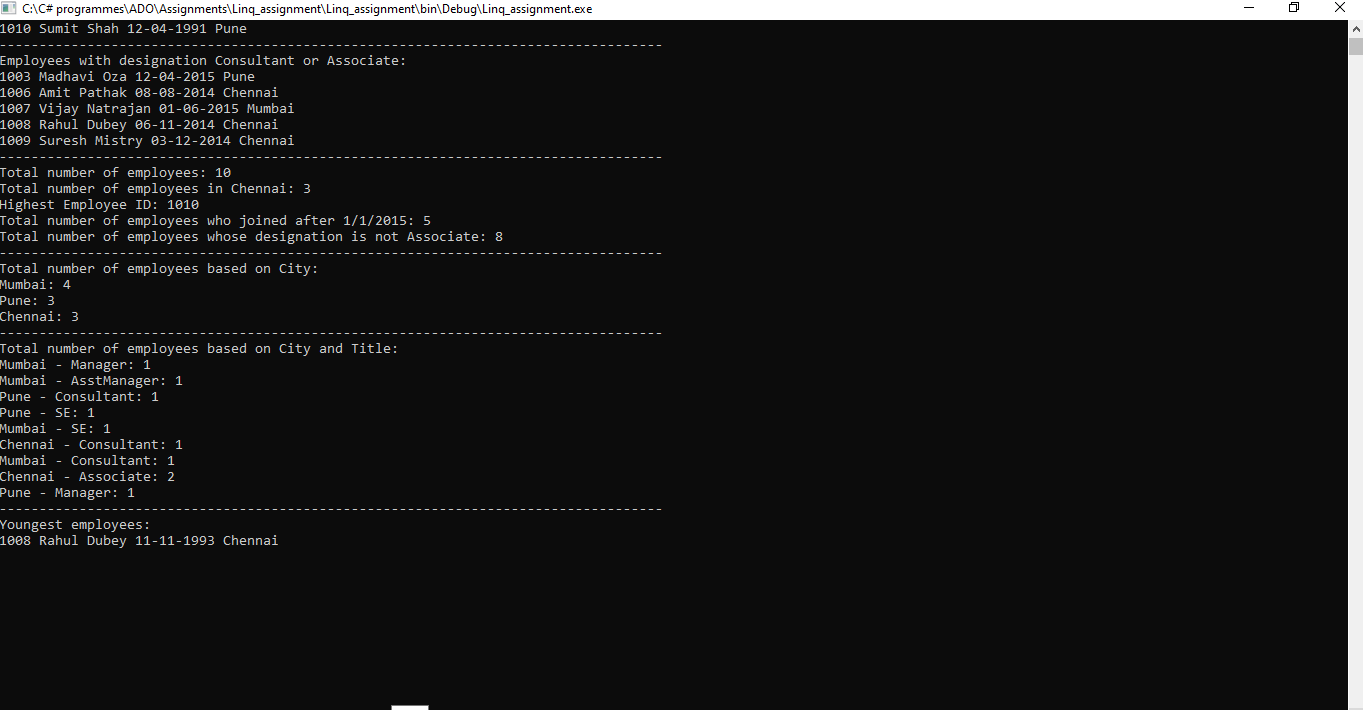 C:\C# programmes\ADO\Assignments\Linq_assignment\Linq_assignment\bin\Debug\Linq_assignment.exe
1010 Sumit Shah 12-04-1991 Pune
-----------------------------------------------------------------------------------
Employees with designation Consultant or Associate:
1003 Madhavi Oza 12-04-2015 Pune
1006 Amit Pathak 08-08-2014 Chennai
1007 Vijay Natrajan 01-06-2015 Mumbai
1008 Rahul Dubey 06-11-2014 Chennai
1009 Suresh Mistry 03-12-2014 Chennai
-----------------------------------------------------------------------------------
Total number of employees: 10
Total number of employees in Chennai: 3
Highest Employee ID: 1010
Total number of employees who joined after 1/1/2015: 5
Total number of employees whose designation is not Associate: 8
-----------------------------------------------------------------------------------
Total number of employees based on City:
Mumbai: 4
Pune: 3
Chennai: 3
-----------------------------------------------------------------------------------
Total number of employees based on City and Title:
Mumbai - Manager: 1
Mumbai - AsstManager: 1
Pune - Consultant: 1
Pune - SE: 1
Mumbai - SE: 1
Chennai - Consultant: 1
Mumbai - Consultant: 1
Chennai - Associate: 2
Pune - Manager: 1
-----------------------------------------------------------------------------------
Youngest employees:
1008 Rahul Dubey 11-11-1993 Chennai